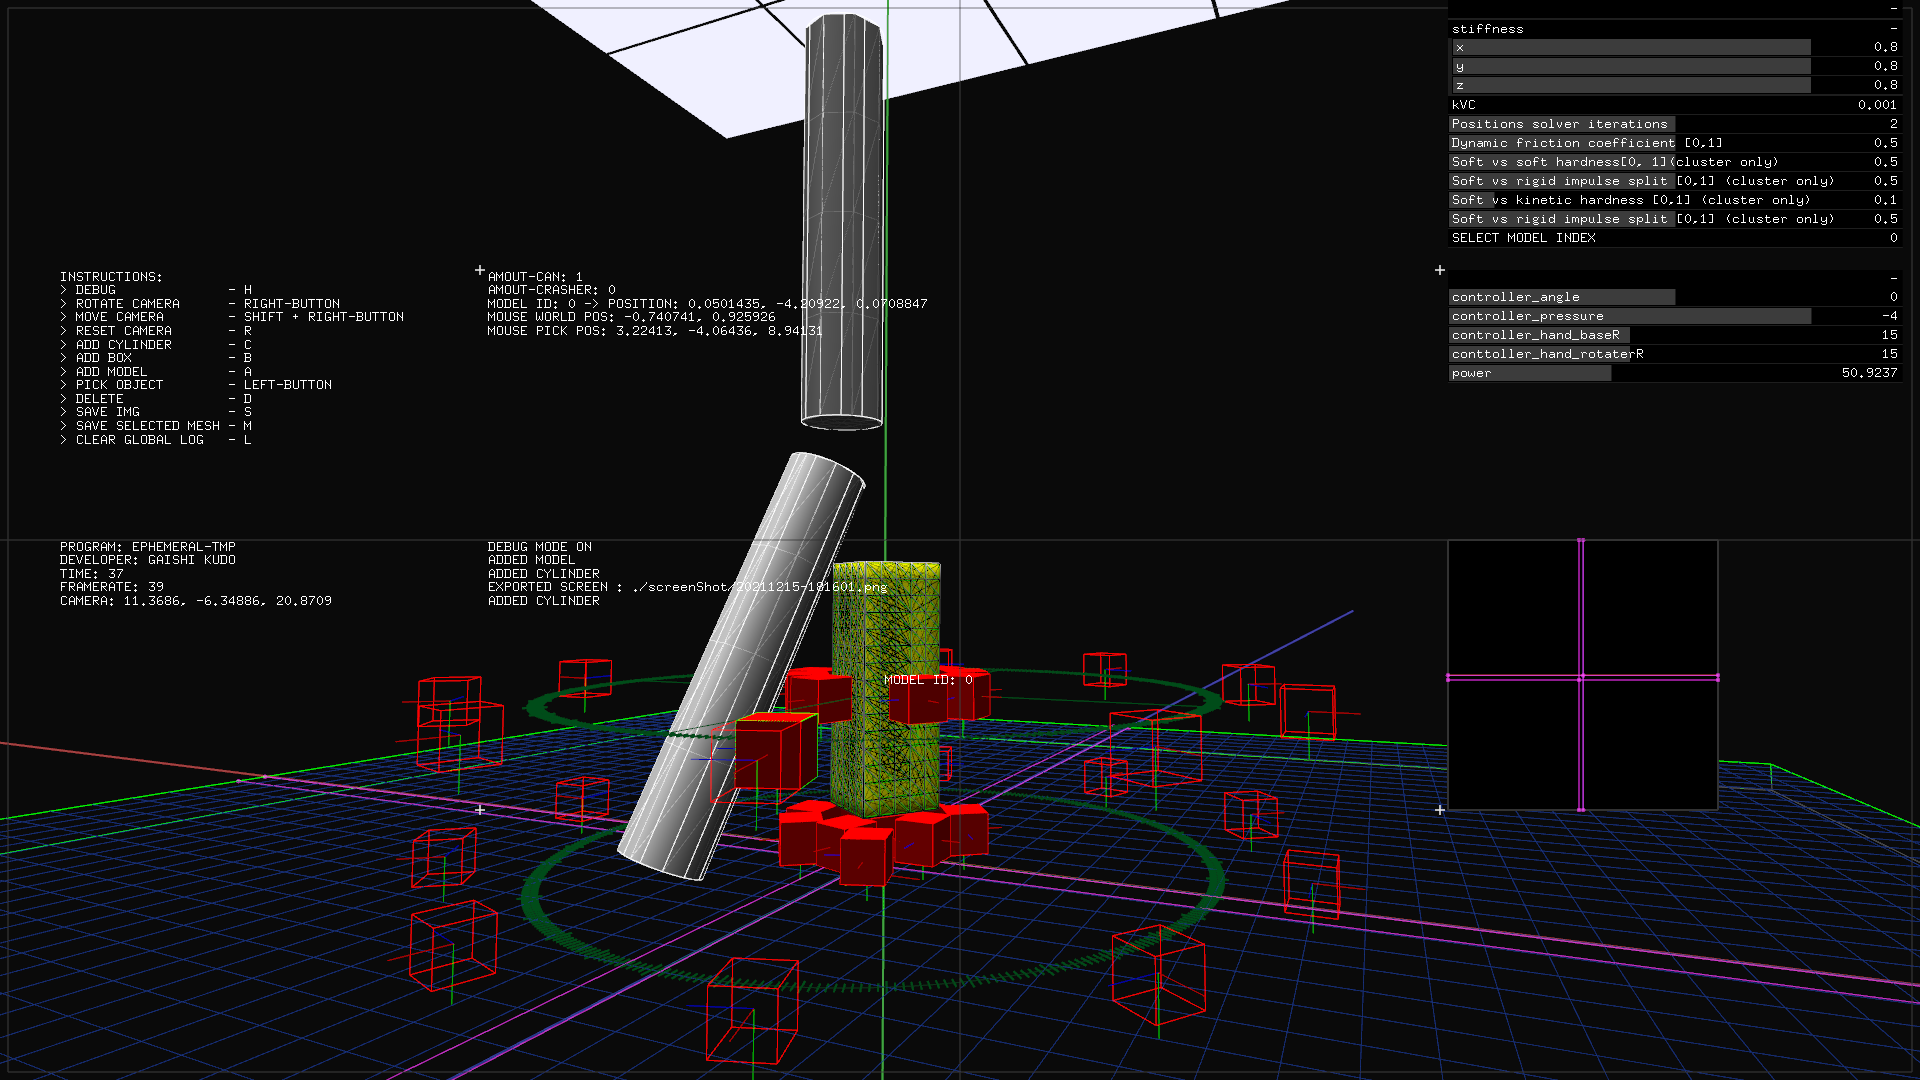 INSTRUCTIONS:
> DEBUG - H
> ROTATE CAMERA - RIGHT-BUTTON
> MOVE CAMERA - SHIFT + RIGHT-BUTTON
> RESET CAMERA - R
> ADD CYLINDER - C
> ADD BOX - B
> ADD MODEL - A
> PICK OBJECT - LEFT-BUTTON
> DELETE - D
> SAVE IMG - S
> SAVE SELECTED MESH - M
> CLEAR GLOBAL LOG - L
AMOUT-CAN: 1
AMOUT-CRASHER: 0
MODEL ID: 0 -> POSITION: 0.0501435, -4.20922, 0.0708847
MOUSE WORLD POS: -0.740741, 0.925926
MOUSE PICK POS: 3.22413, -4.06436, 8.94131
PROGRAM: EPHEMERAL-TMP
DEVELOPER: GAISHI KUDO
TIME: 37
FRAMERATE: 39
CAMERA: 11.3686, -6.34886, 20.8709
DEBUG MODE ON
ADDED MODEL
ADDED CYLINDER
EXPORTED SCREEN : ./screenShot/20211215-181601.png
ADDED CYLINDER
MODEL ID: 0
-
stiffness -
x 0.8
y 0.8
z 0.8
kVC 0.001
Positions solver iterations 2
Dynamic friction coefficient [0,1] 0.5
Soft vs soft hardness[0, 1](cluster only) 0.5
Soft vs rigid impulse split [0,1] (cluster only) 0.5
Soft vs kinetic hardness [0,1] (cluster only) 0.1
Soft vs rigid impulse split [0,1] (cluster only) 0.5
SELECT MODEL INDEX 0
-
controller_angle 0
controller_pressure -4
controller_hand_baseR 15
conttoller_hand_rotaterR 15
power 50.9237